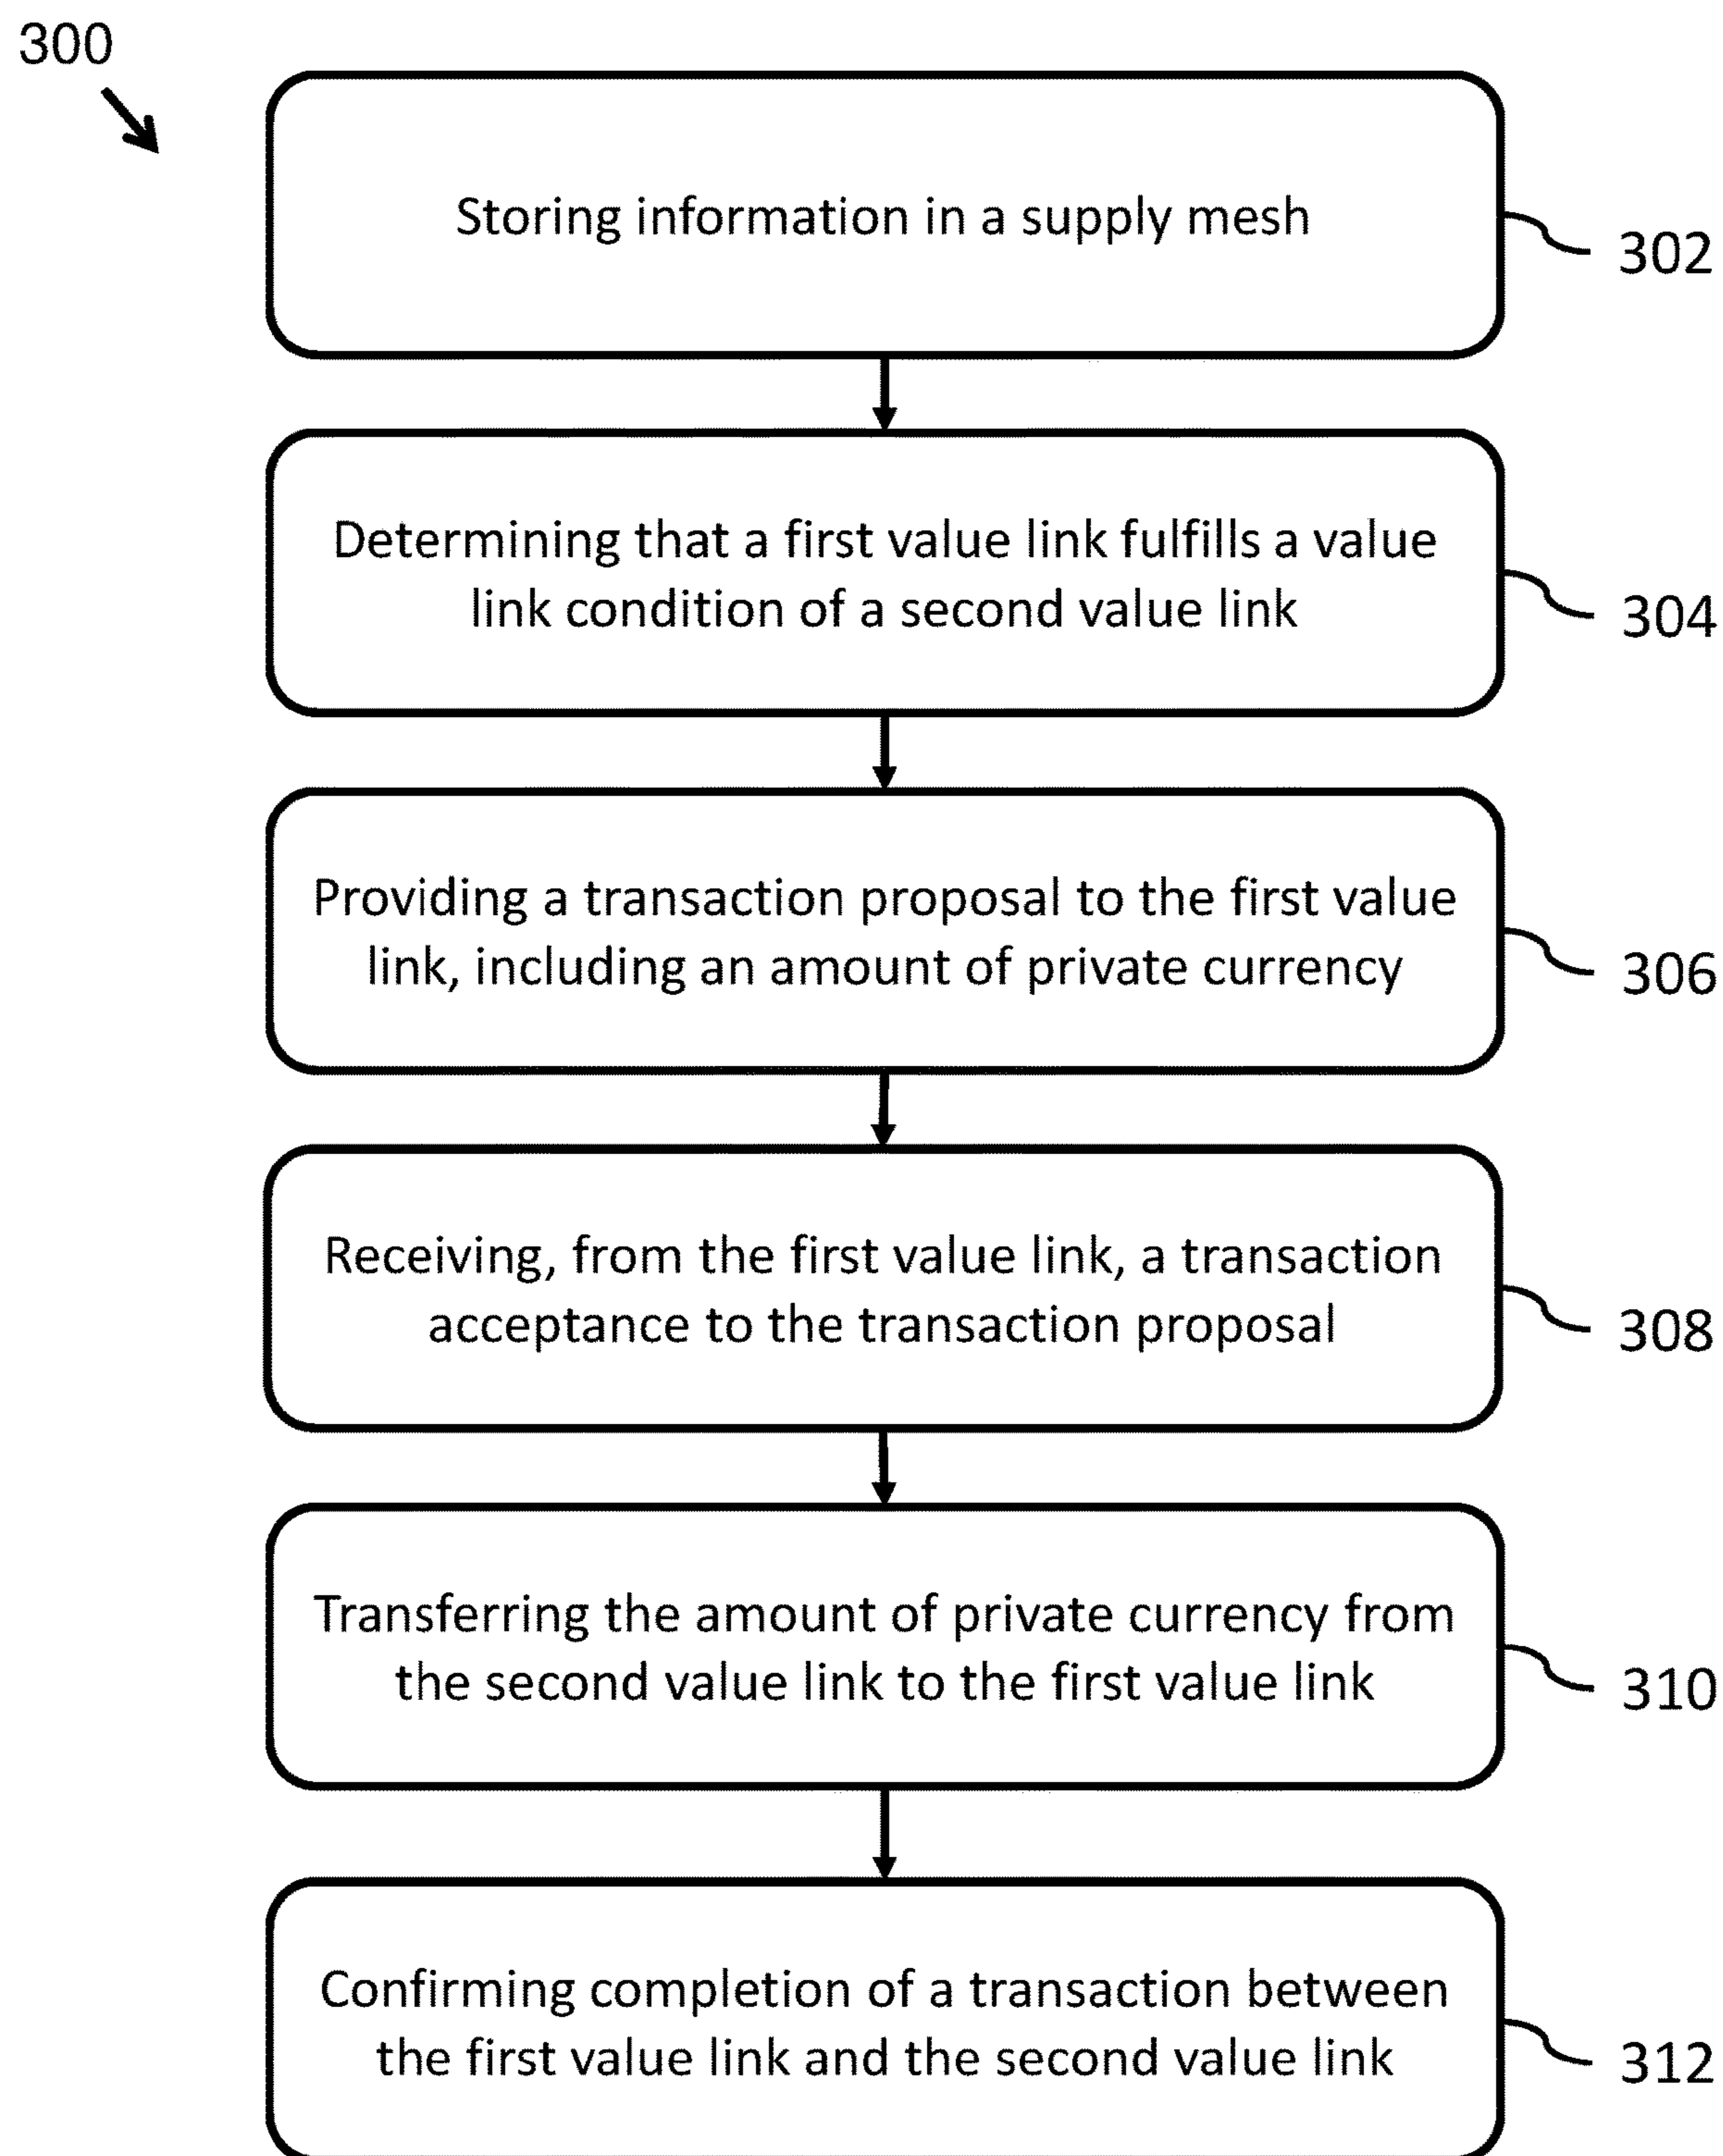 300
Storing information in a supply mesh
302
Determining that a first value link fulfills a value
link condition of a second value link
304
Providing a transaction proposal to the first value
link, including an amount of private currency
306
Receiving, from the first value link, a transaction
acceptance to the transaction proposal
308
Transferring the amount of private currency from
the second value link to the first value link
310
Confirming completion of a transaction between
the first value link and the second value link
312